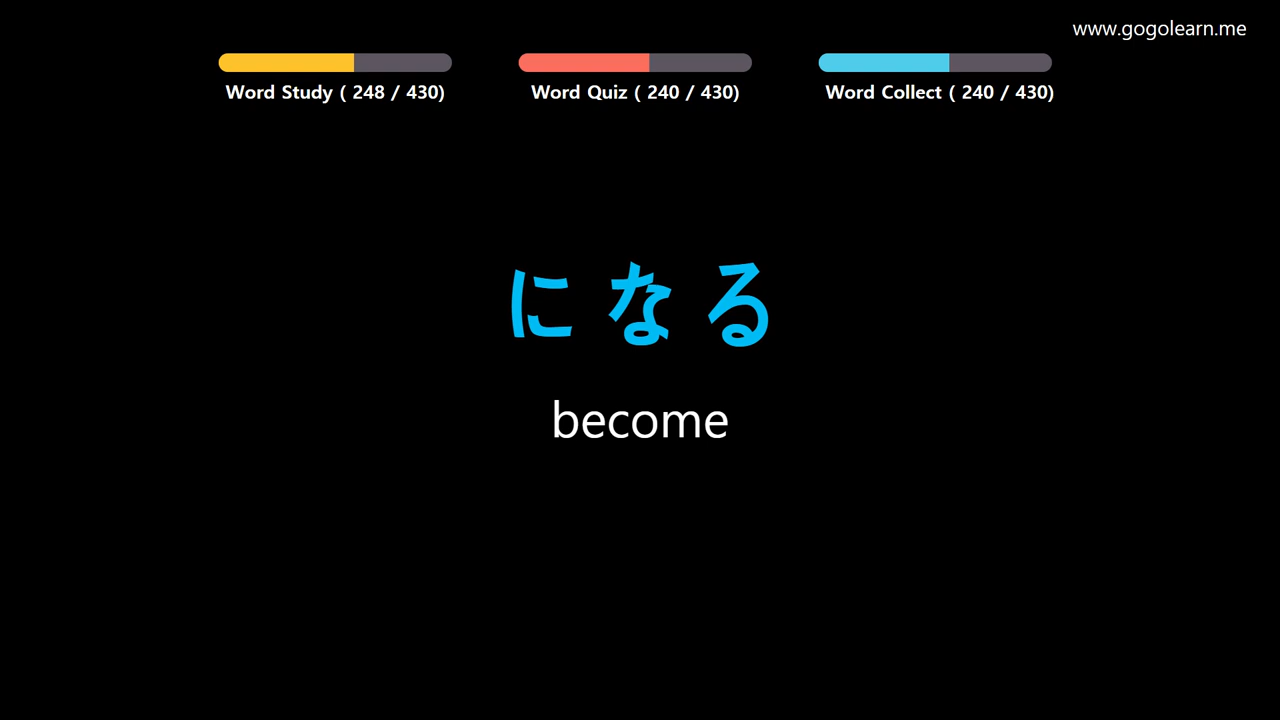 www.gogolearn.me
Word Study ( 248 / 430)
Word Quiz ( 240 / 430)
Word Collect ( 240 / 430)
になる
become